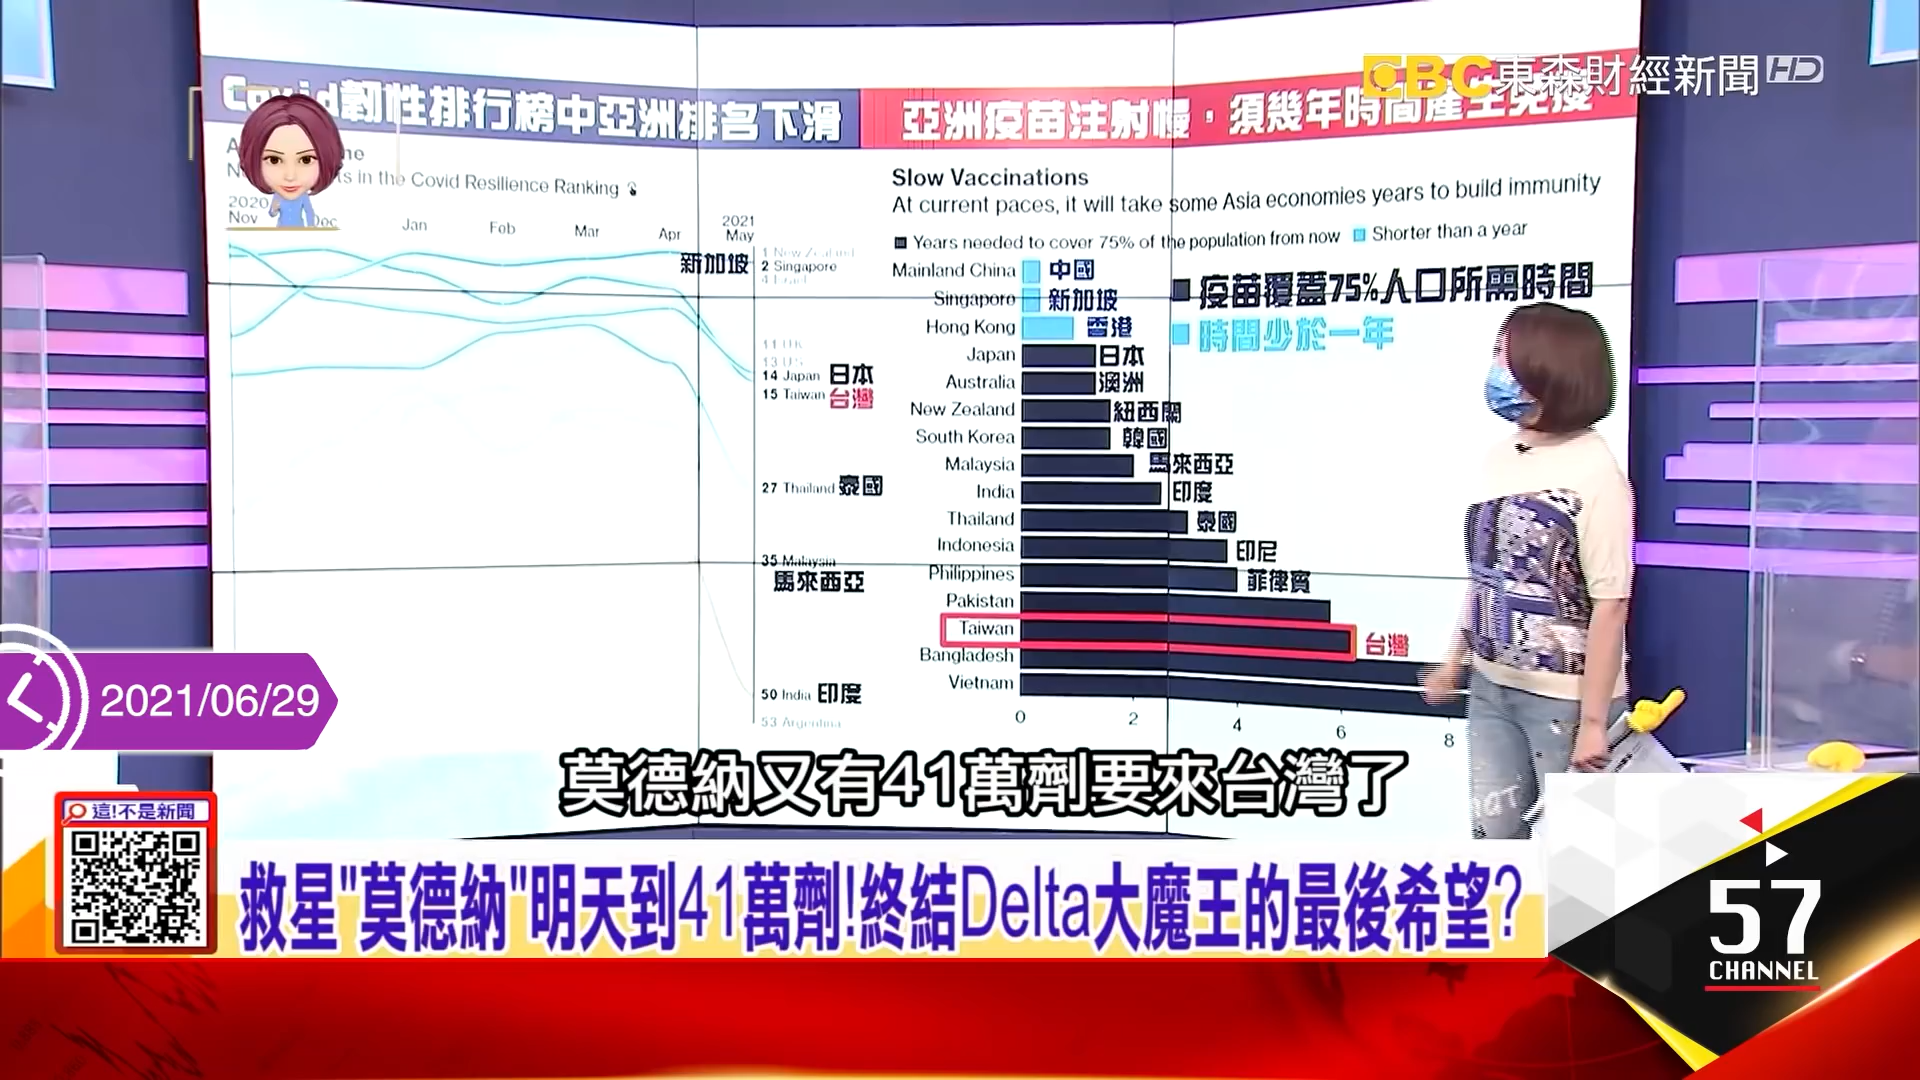 EBC東森財經新聞HD
韌性排行榜中亞洲排名下滑
亞洲疫苗注射慢，須幾年時間產生免疫
in the Covid Resilience Ranking
2020
Nov
Dec
Jan
Feb
Mar
Apr
2021
May
1 New Zealand
新加坡 2 Singapore
4 Israel
11 U.K.
13 U.S.
14 Japan 日本
15 Taiwan 台灣
27 Thailand 泰國
35 Malaysia
馬來西亞
50 India 印度
53 Argentina
Slow Vaccinations
At current paces, it will take some Asia economies years to build immunity
Years needed to cover 75% of the population from now Shorter than a year
疫苗覆蓋75%人口所需時間
時間少於一年
Mainland China 中國
Singapore 新加坡
Hong Kong 香港
Japan 日本
Australia 澳洲
New Zealand 紐西蘭
South Korea 韓國
Malaysia 馬來西亞
India 印度
Thailand 泰國
Indonesia 印尼
Philippines 菲律賓
Pakistan
Taiwan 台灣
Bangladesh
Vietnam
0 2 4 6 8
2021/06/29
莫德納又有41萬劑要來台灣了
這!不是新聞
救星"莫德納"明天到41萬劑!終結Delta大魔王的最後希望?
57
CHANNEL